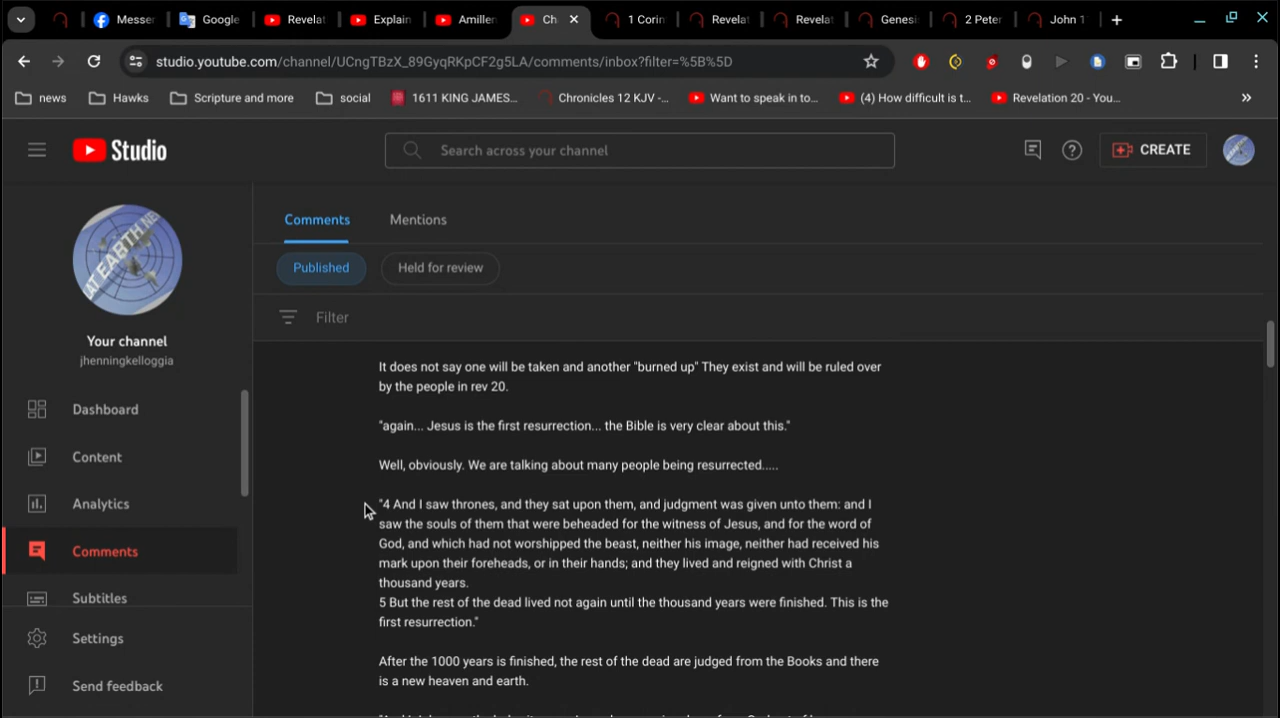 Messer
Google
Revelat
Explain
Amillen
Ch
1 Corin
Revelat
Revelat
Genesi
2 Peter
John 1
studio.youtube.com/channel/UCngTBzX_89GyqRKpCF2g5LA/comments/inbox?filter=%5B%5D
news
Hawks
Scripture and more
social
1611 KING JAMES...
Chronicles 12 KJV -...
Want to speak in to...
(4) How difficult is t...
Revelation 20 - You...
Studio
Search across your channel
CREATE
AT EARTH NE
Your channel
jhenningkelloggia
Dashboard
Content
Analytics
Comments
Subtitles
Settings
Send feedback
Comments
Mentions
Published
Held for review
Filter
It does not say one will be taken and another "burned up" They exist and will be ruled over
by the people in rev 20.
"again... Jesus is the first resurrection... the Bible is very clear about this."
Well, obviously. We are talking about many people being resurrected.....
"4 And I saw thrones, and they sat upon them, and judgment was given unto them: and I
saw the souls of them that were beheaded for the witness of Jesus, and for the word of
God, and which had not worshipped the beast, neither his image, neither had received his
mark upon their foreheads, or in their hands; and they lived and reigned with Christ a
thousand years.
5 But the rest of the dead lived not again until the thousand years were finished. This is the
first resurrection."
After the 1000 years is finished, the rest of the dead are judged from the Books and there
is a new heaven and earth.